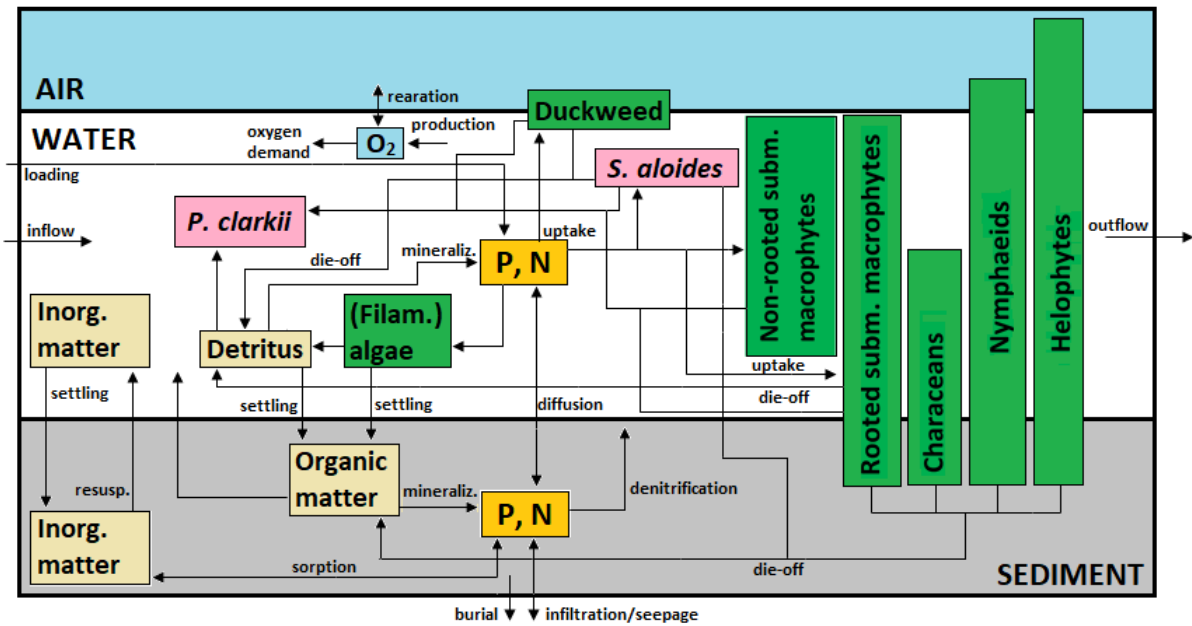 AIR
WATER
rearation
oxygen
demand
O₂
production
Duckweed
loading
S. aloides
Non-rooted subm.
macrophytes
Rooted subm. macrophytes
Characeans
Nymphaeids
Helophytes
P. clarkii
inflow
outflow
uptake
mineraliz.
P, N
die-off
Inorg.
matter
Detritus
(Filam.)
algae
uptake
settling
settling
settling
diffusion
die-off
Organic
matter
resusp.
mineraliz.
P, N
denitrification
Inorg.
matter
sorption
die-off
SEDIMENT
burial
infiltration/seepage